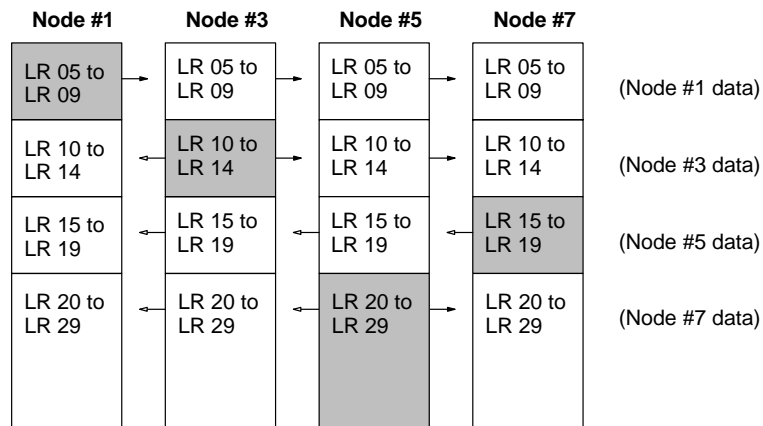 Node #1 Node #3 Node #5 Node #7
LR 05 to LR 05 to LR 05 to LR 05 to
LR 09 LR 09 LR 09 LR 09 (Node #1 data)
LR 10 to LR 10 to LR 10 to LR 10 to
LR 14 LR 14 LR 14 LR 14 (Node #3 data)
LR 15 to LR 15 to LR 15 to LR 15 to
LR 19 LR 19 LR 19 LR 19 (Node #5 data)
LR 20 to LR 20 to LR 20 to LR 20 to
LR 29 LR 29 LR 29 LR 29 (Node #7 data)